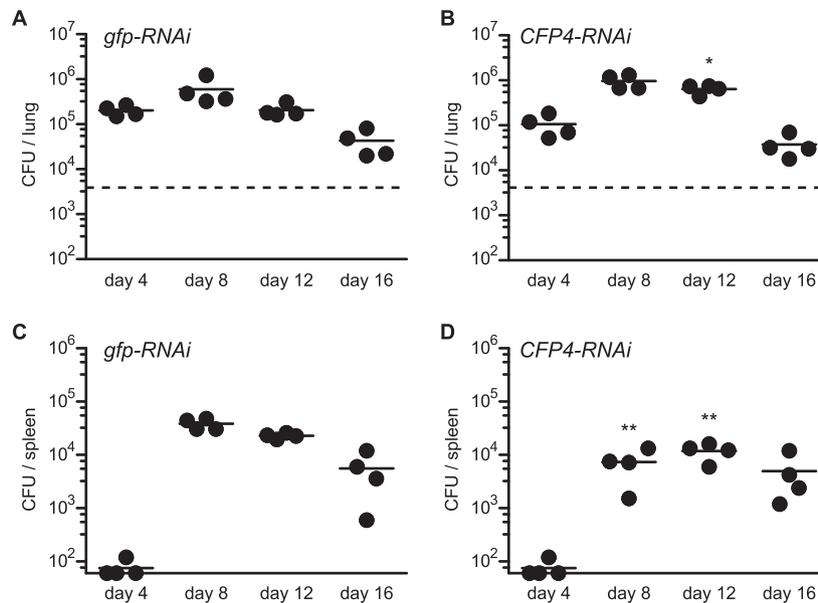 A
gfp-RNAi
CFU / lung
10⁷
10⁶
10⁵
10⁴
10³
10²
day 4 day 8 day 12 day 16
B
CFP4-RNAi
CFU / lung
10⁷
10⁶
*
10⁵
10⁴
10³
10²
day 4 day 8 day 12 day 16
C
gfp-RNAi
CFU / spleen
10⁶
10⁵
10⁴
10³
10²
day 4 day 8 day 12 day 16
D
CFP4-RNAi
CFU / spleen
10⁶
10⁵
** **
10⁴
10³
10²
day 4 day 8 day 12 day 16